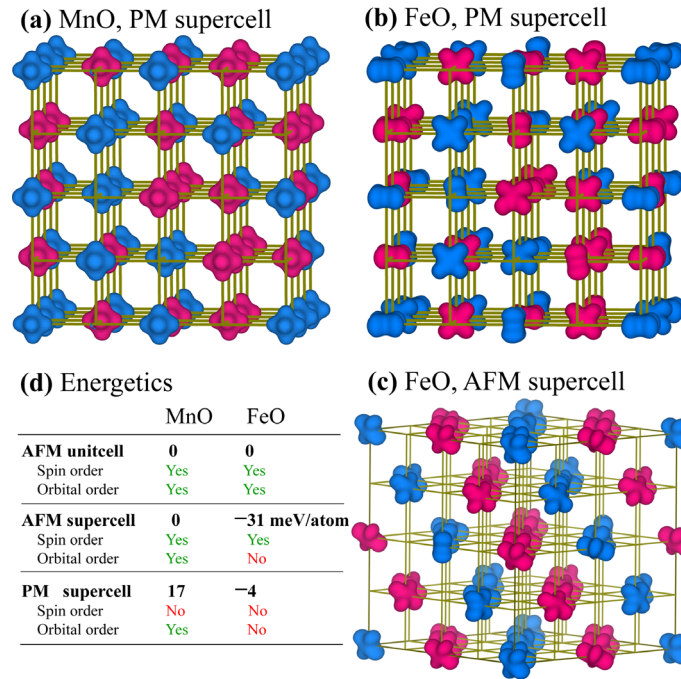 (a) MnO, PM supercell
(b) FeO, PM supercell
(d) Energetics
MnO FeO
AFM unitcell 0 0
Spin order Yes Yes
Orbital order Yes Yes
AFM supercell 0 −31 meV/atom
Spin order Yes Yes
Orbital order Yes No
PM supercell 17 −4
Spin order No No
Orbital order Yes No
(c) FeO, AFM supercell